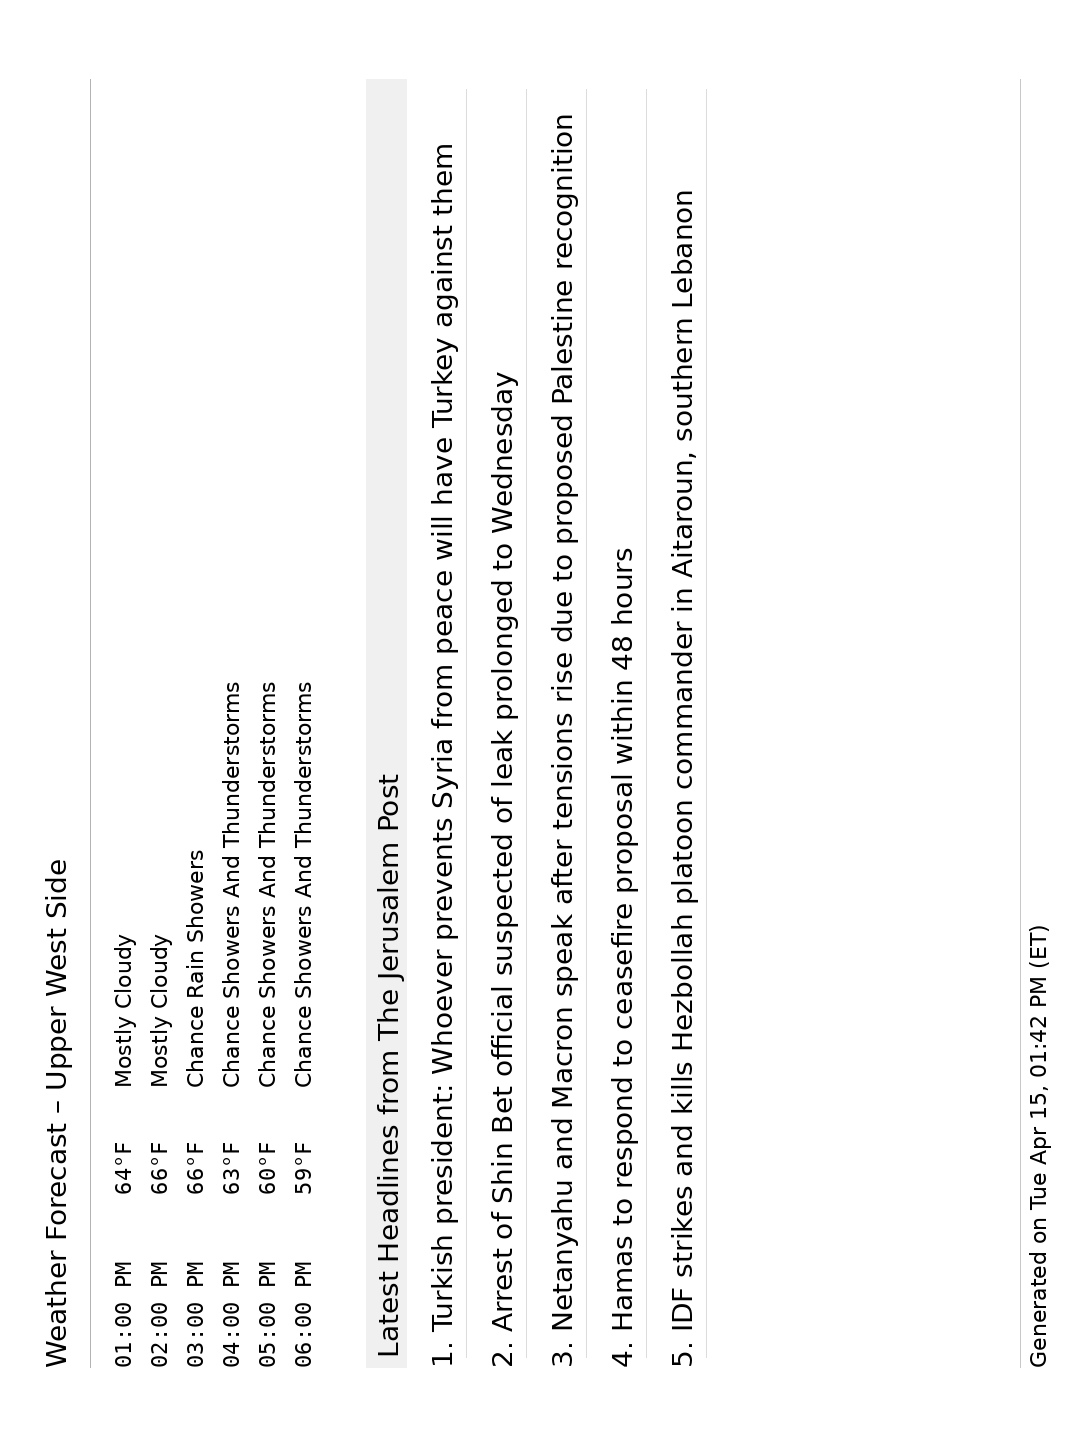 Weather Forecast – Upper West Side
01:00 PM 64°F Mostly Cloudy
02:00 PM 66°F Mostly Cloudy
03:00 PM 66°F Chance Rain Showers
04:00 PM 63°F Chance Showers And Thunderstorms
05:00 PM 60°F Chance Showers And Thunderstorms
06:00 PM 59°F Chance Showers And Thunderstorms
Latest Headlines from The Jerusalem Post
1. Turkish president: Whoever prevents Syria from peace will have Turkey against them
2. Arrest of Shin Bet official suspected of leak prolonged to Wednesday
3. Netanyahu and Macron speak after tensions rise due to proposed Palestine recognition
4. Hamas to respond to ceasefire proposal within 48 hours
5. IDF strikes and kills Hezbollah platoon commander in Aitaroun, southern Lebanon
Generated on Tue Apr 15, 01:42 PM (ET)